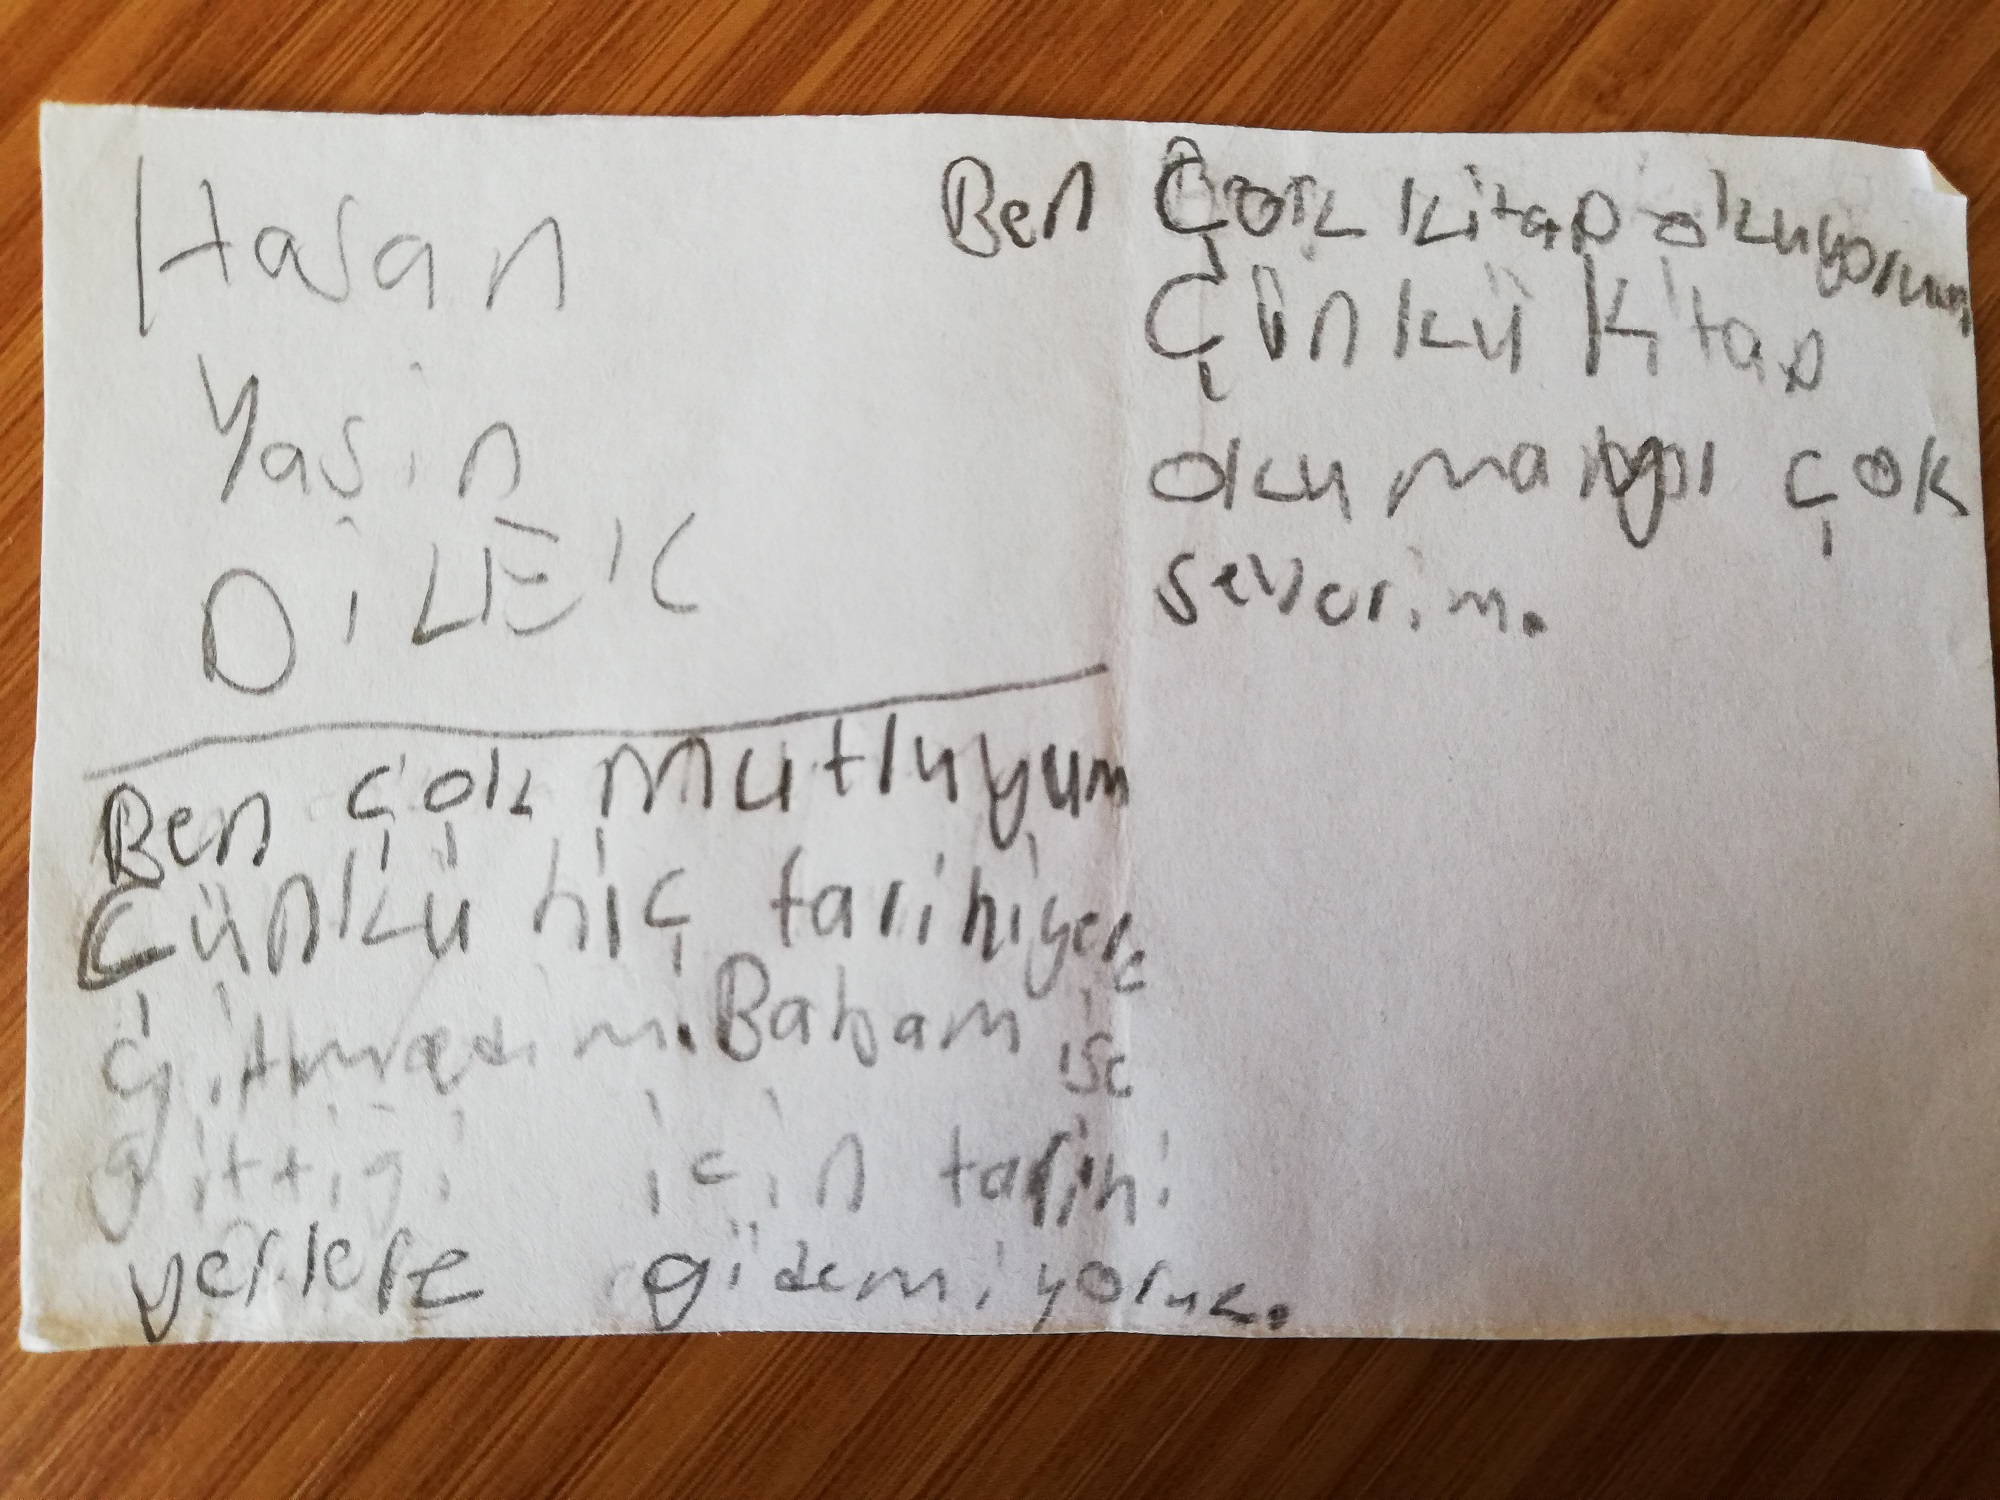 Hasan
Yasin
DİLEK
Ben çok mutluyum
Çünkü hiç tarihiyere
gitmedim. Babam ise
gittiği için tarihi
yerlere gidemiyoruz.
Ben Çok kitap okuyorum
Çünkü kitap
okumayı çok
severim.